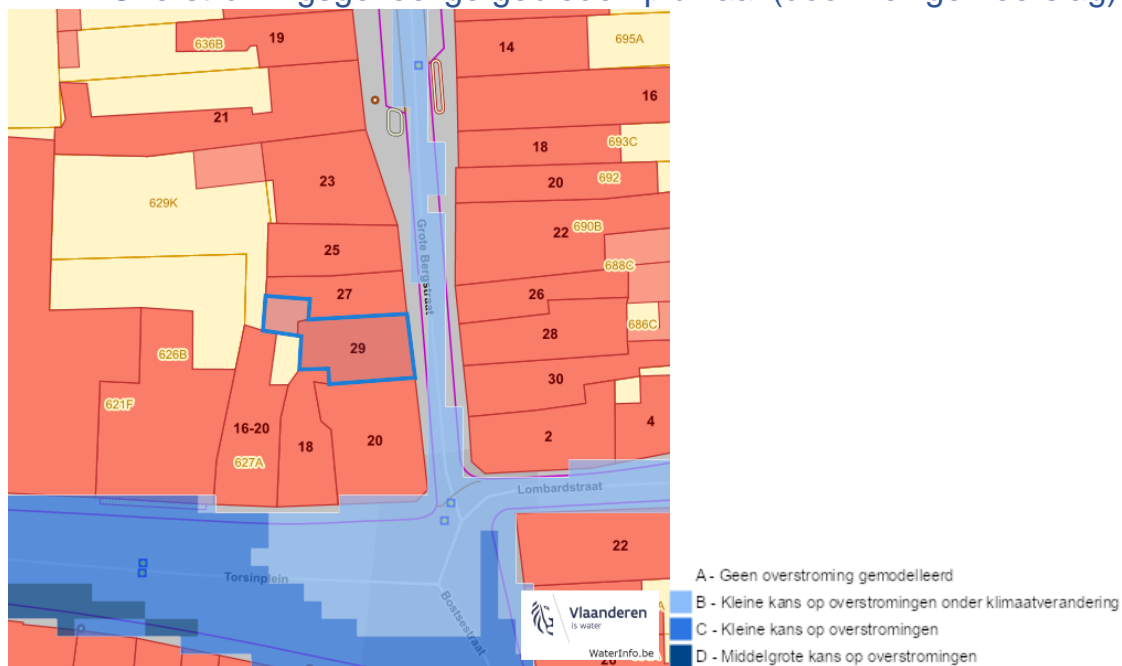 19
636B
14
695A
16
21
18
693C
23
20
692
629K
22
690B
Grote Bergstraat
25
688C
27
26
686C
29
28
626B
30
621F
16-20
18
20
2
4
627A
Lombardstraat
22
Torsinplein
Bostsestraat
Vlaanderen
is water
WaterInfo.be
20
A - Geen overstroming gemodelleerd
B - Kleine kans op overstromingen onder klimaatverandering
C - Kleine kans op overstromingen
D - Middelgrote kans op overstromingen